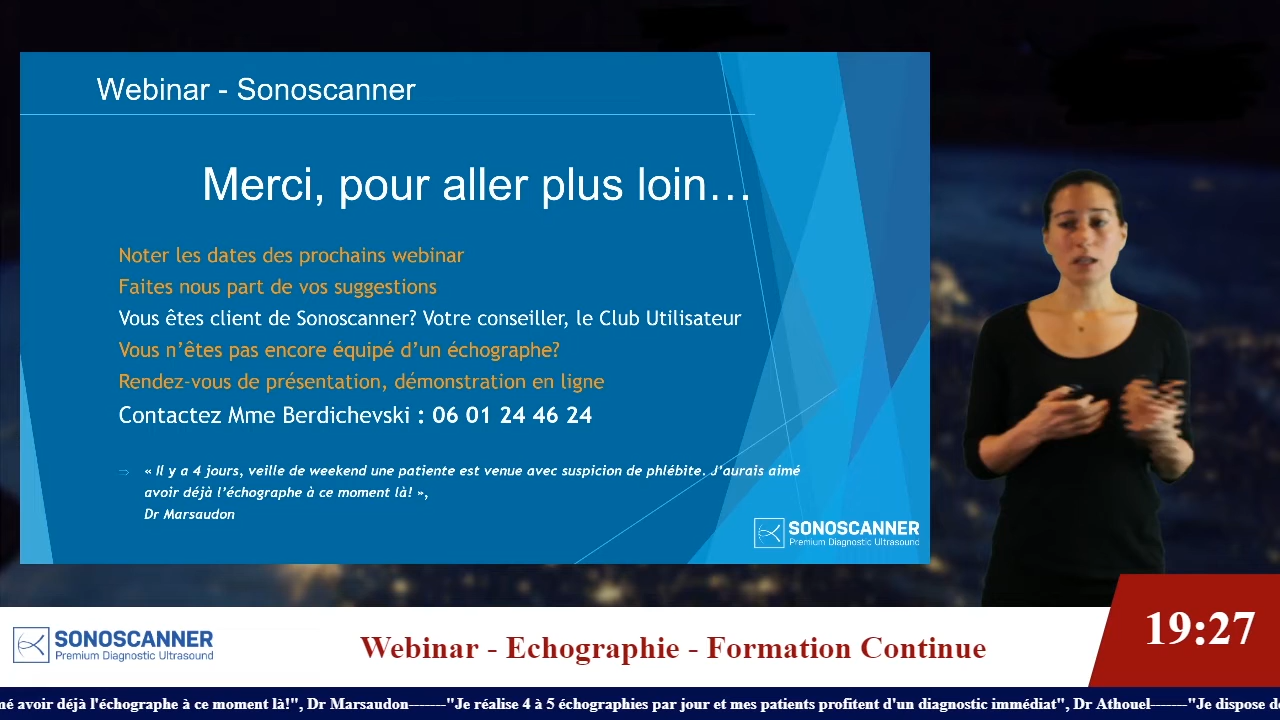 Webinar - Sonoscanner
Merci, pour aller plus loin…
Noter les dates des prochains webinar
Faites nous part de vos suggestions
Vous êtes client de Sonoscanner? Votre conseiller, le Club Utilisateur
Vous n’êtes pas encore équipé d’un échographe?
Rendez-vous de présentation, démonstration en ligne
Contactez Mme Berdichevski : 06 01 24 46 24
« Il y a 4 jours, veille de weekend une patiente est venue avec suspicion de phlébite. J’aurais aimé
avoir déjà l’échographe à ce moment là! »,
Dr Marsaudon
SONOSCANNER
Premium Diagnostic Ultrasound
19:27
SONOSCANNER
Premium Diagnostic Ultrasound
Webinar - Echographie - Formation Continue
mé avoir déjà l'échographe à ce moment là!", Dr Marsaudon-------"Je réalise 4 à 5 échographies par jour et mes patients profitent d'un diagnostic immédiat", Dr Athouel-------"Je dispose de